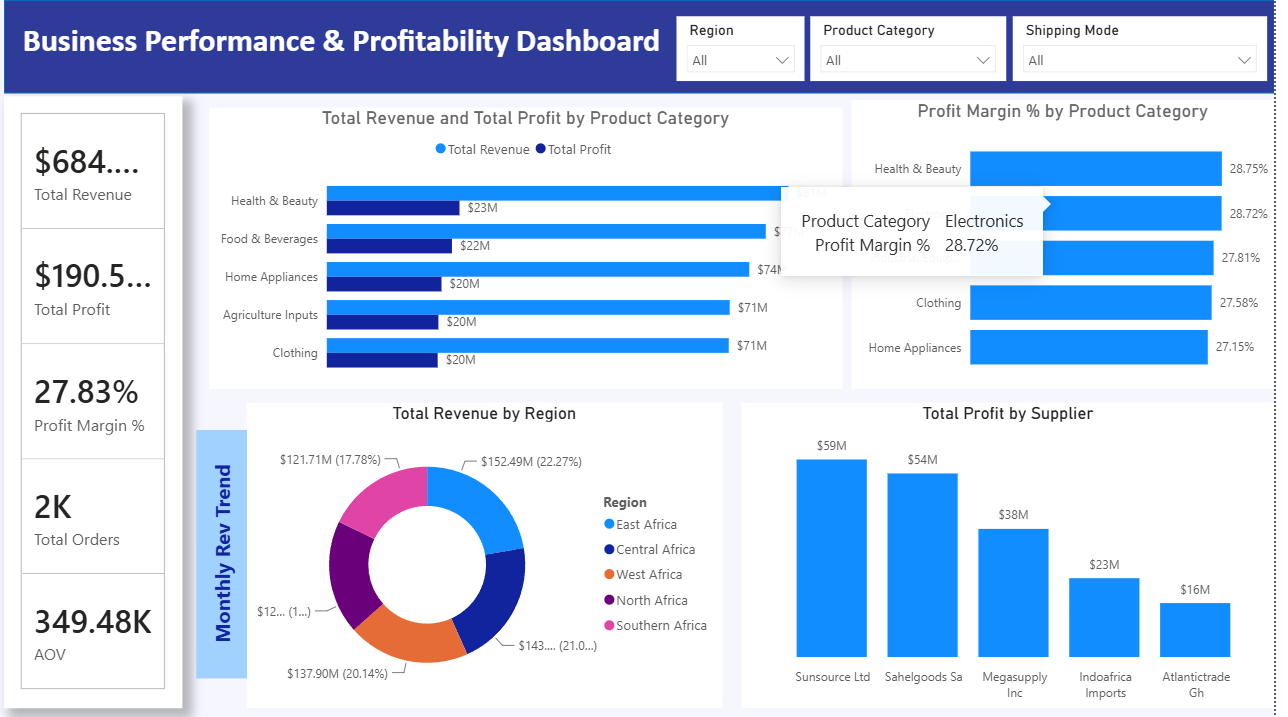 Business Performance & Profitability Dashboard
Region
All
Product Category
All
Shipping Mode
All
$684....
Total Revenue
$190.5...
Total Profit
27.83%
Profit Margin %
2K
Total Orders
349.48K
AOV
Total Revenue and Total Profit by Product Category
Total Revenue Total Profit
Health & Beauty
$23M
Food & Beverages
$22M
Home Appliances
$74M
$20M
Agriculture Inputs
$71M
$20M
Clothing
$71M
$20M
Profit Margin % by Product Category
Health & Beauty 28.75%
28.72%
27.81%
Clothing 27.58%
Home Appliances 27.15%
Product Category Electronics
Profit Margin % 28.72%
Monthly Rev Trend
Total Revenue by Region
$121.71M (17.78%)
$152.49M (22.27%)
$12... (1...)
$143.... (21.0...)
$137.90M (20.14%)
Region
East Africa
Central Africa
West Africa
North Africa
Southern Africa
Total Profit by Supplier
$59M
$54M
$38M
$23M
$16M
Sunsource Ltd
Sahelgoods Sa
Megasupply
Inc
Indoafrica
Imports
Atlantictrade
Gh